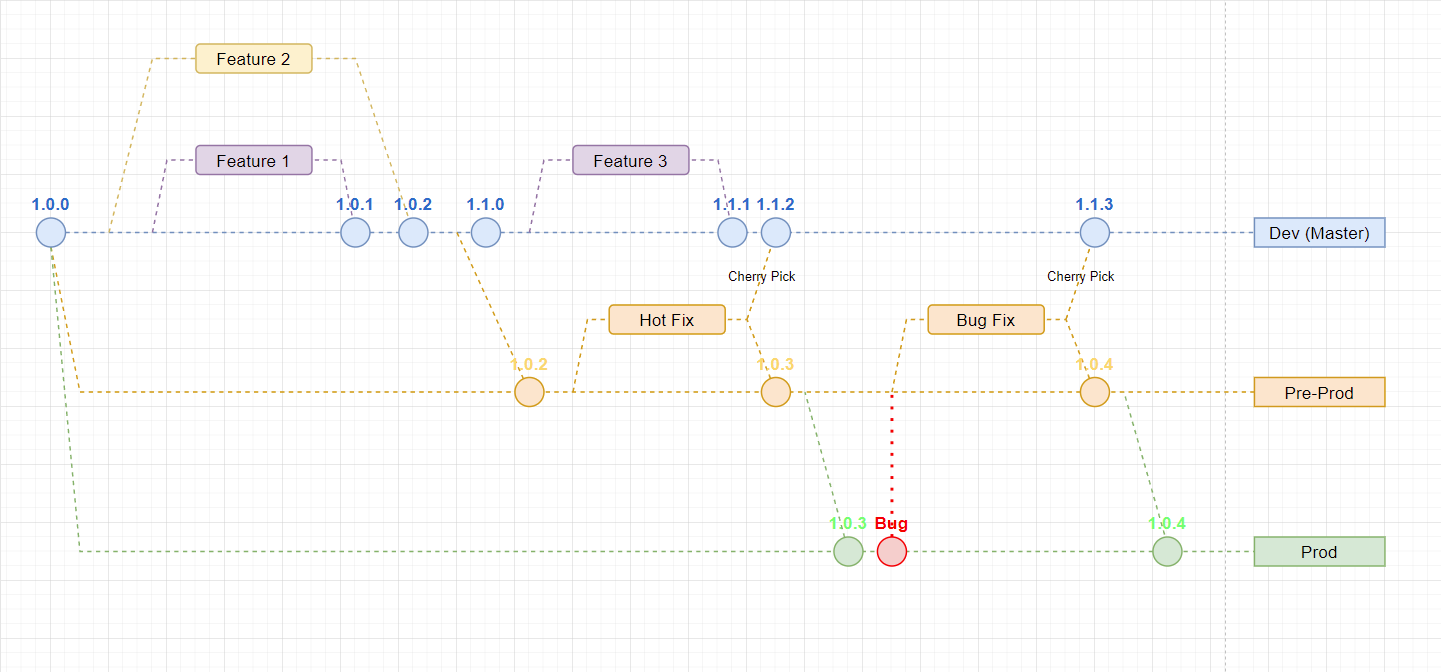 Feature 2
Feature 1
Feature 3
1.0.0
1.0.1
1.0.2
1.1.0
1.1.1
1.1.2
1.1.3
Dev (Master)
Cherry Pick
Cherry Pick
Hot Fix
Bug Fix
1.0.2
1.0.3
1.0.4
Pre-Prod
1.0.3
Bug
1.0.4
Prod